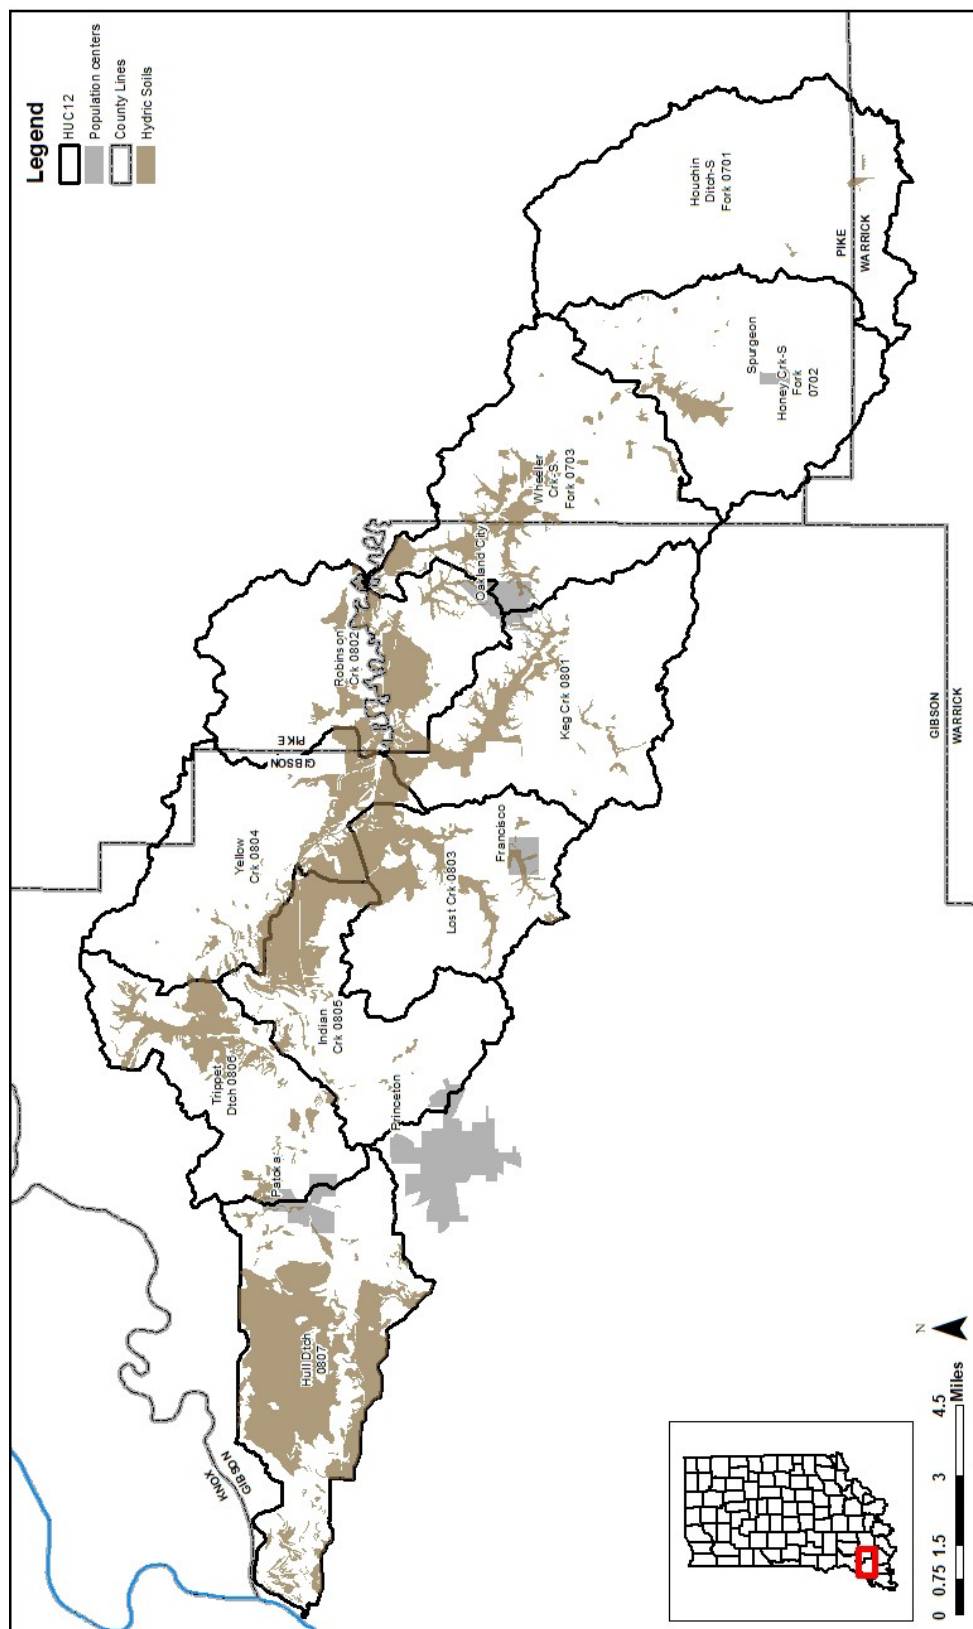 Legend
HUC12
Population centers
County Lines
Hydric Soils
Houchin
Ditch-S
Fork 0701
PIKE
WARRICK
Spurgeon
Honey Crk-S
Fork
0702
Wheeler
Crk-S.
Fork 0703
Oakland City
Robinson
Crk 0802
Keg Crk 0801
PIKE
GIBSON
GIBSON
WARRICK
Yellow
Crk 0804
Lost Crk 0803
Francisco
Indian
Crk 0805
Trippet
Dtch 0806
Princeton
Patoka
Hull Dtch
0807
KNOX
GIBSON
N
0 0.75 1.5 3 4.5
Miles